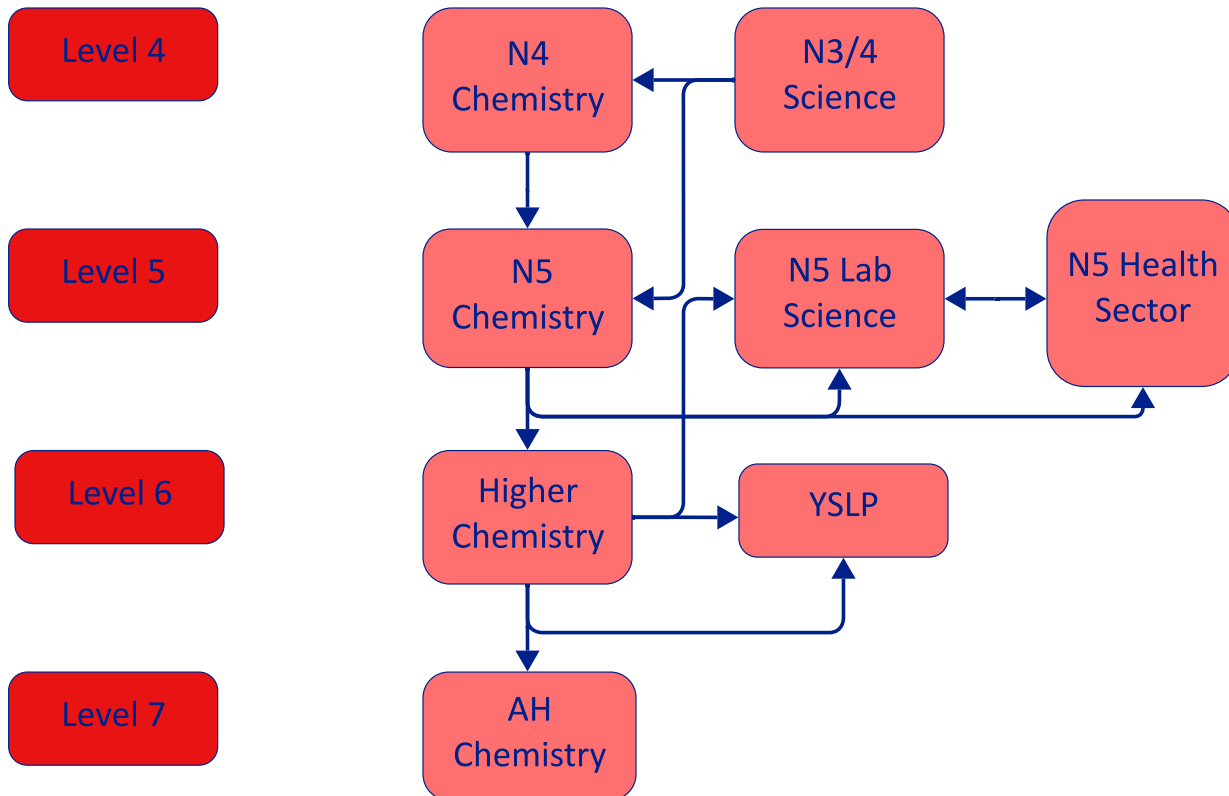 Level 4
N4
Chemistry
N3/4
Science
Level 5
N5
Chemistry
N5 Lab
Science
N5 Health
Sector
Level 6
Higher
Chemistry
YSLP
Level 7
AH
Chemistry